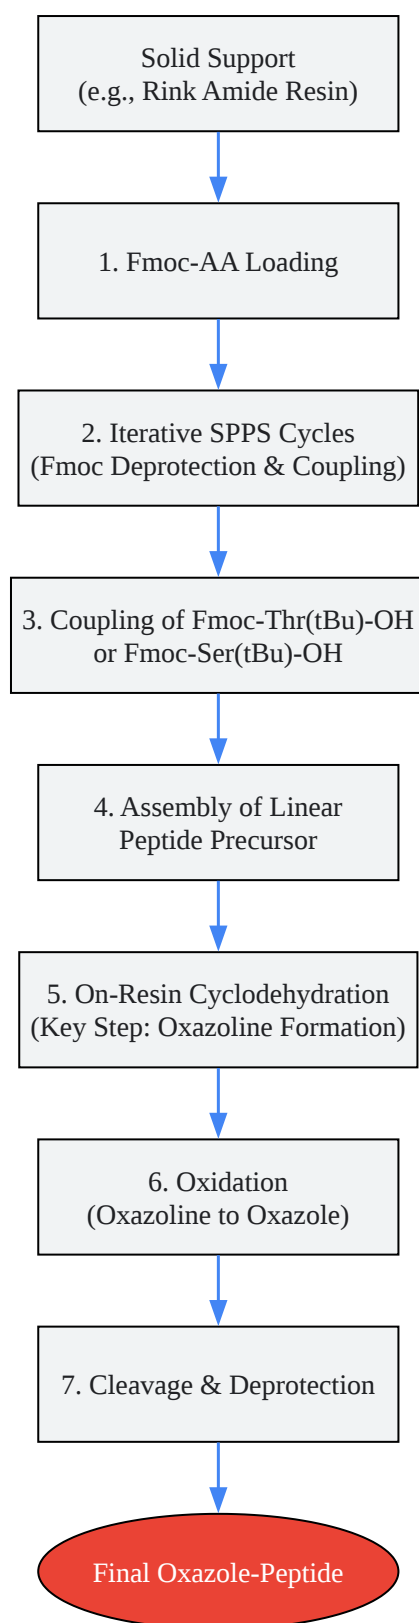 Solid Support
(e.g., Rink Amide Resin)
1. Fmoc-AA Loading
2. Iterative SPPS Cycles
(Fmoc Deprotection & Coupling)
3. Coupling of Fmoc-Thr(tBu)-OH
or Fmoc-Ser(tBu)-OH
4. Assembly of Linear
Peptide Precursor
5. On-Resin Cyclodehydration
(Key Step: Oxazoline Formation)
6. Oxidation
(Oxazoline to Oxazole)
7. Cleavage & Deprotection
Final Oxazole-Peptide